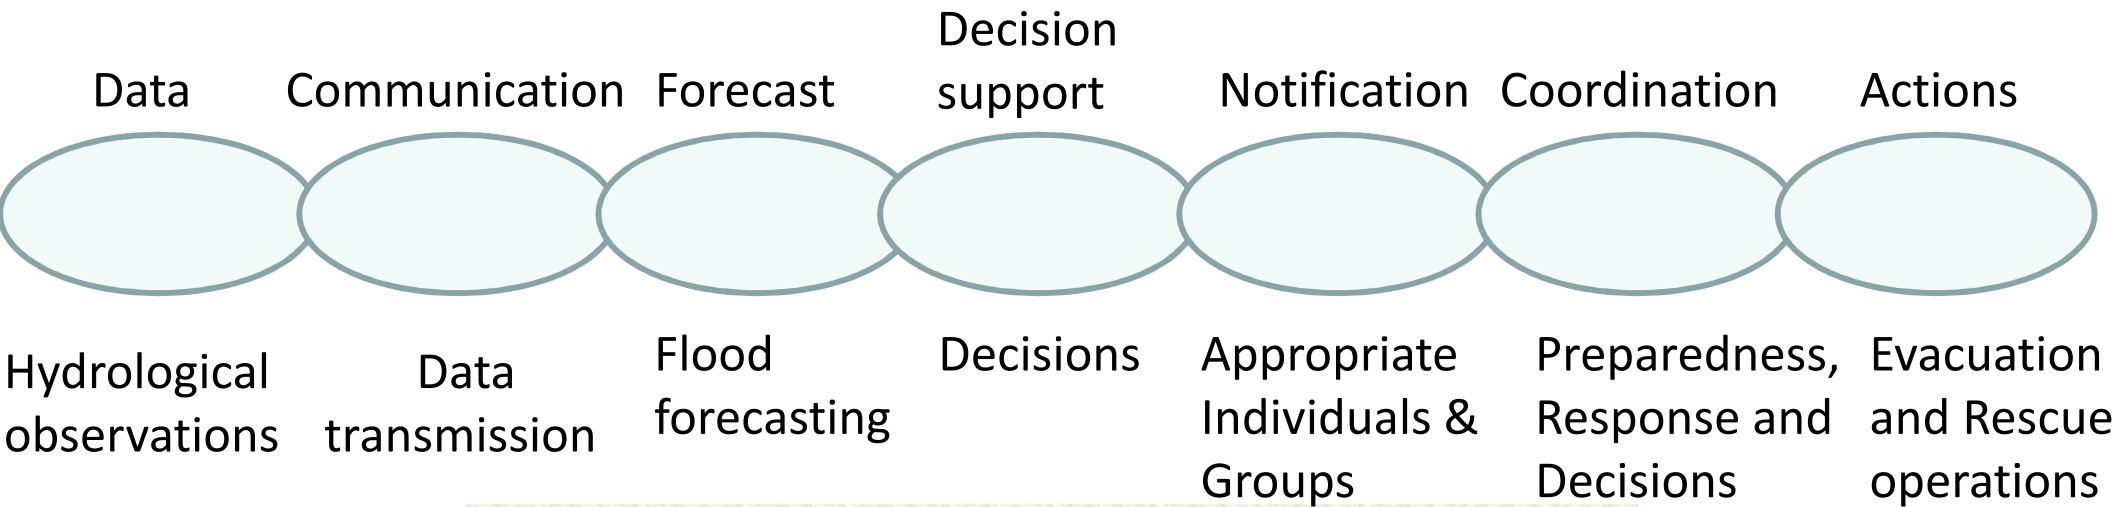 Data
Communication
Forecast
Decision
support
Notification
Coordination
Actions
Hydrological
observations
Data
transmission
Flood
forecasting
Decisions
Appropriate
Individuals &
Groups
Preparedness,
Response and
Decisions
Evacuation
and Rescue
operations